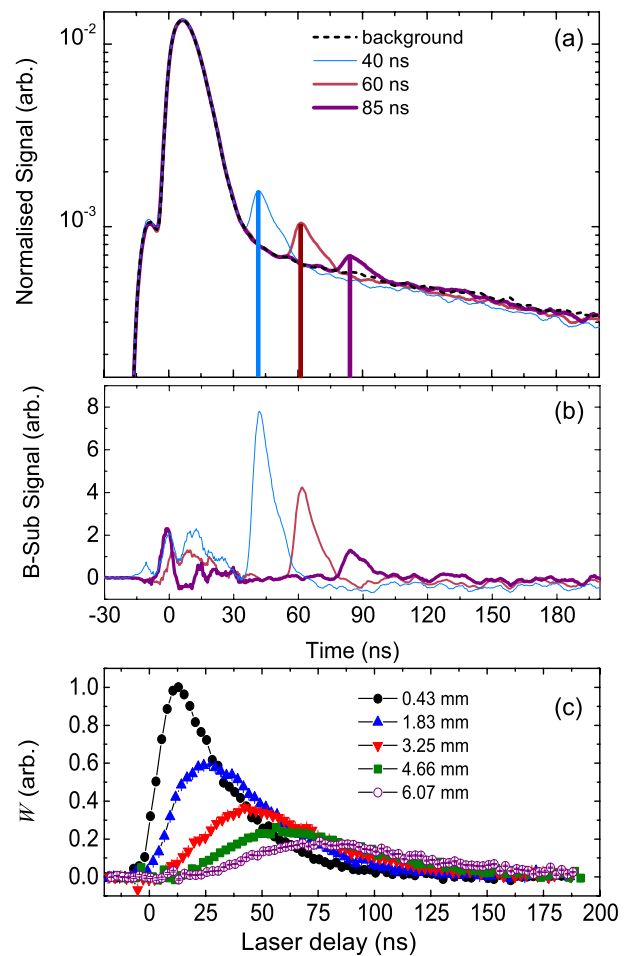 (a)
background
40 ns
60 ns
85 ns
10⁻²
10⁻³
Normalised Signal (arb.)
(b)
8
6
4
2
0
B-Sub Signal (arb.)
-30 0 30 60 90 120 150 180
Time (ns)
(c)
0.43 mm
1.83 mm
3.25 mm
4.66 mm
6.07 mm
1.0
0.8
0.6
0.4
0.2
0.0
W (arb.)
0 25 50 75 100 125 150 175 200
Laser delay (ns)